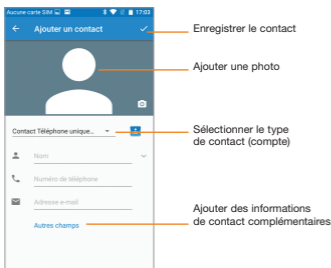 Aucune carte SIM 17:03
Ajouter un contact
Enregistrer le contact
Ajouter une photo
Contact Téléphone unique...
Sélectionner le type
de contact (compte)
Nom
Numéro de téléphone
Adresse e-mail
Autres champs
Ajouter des informations
de contact complémentaires